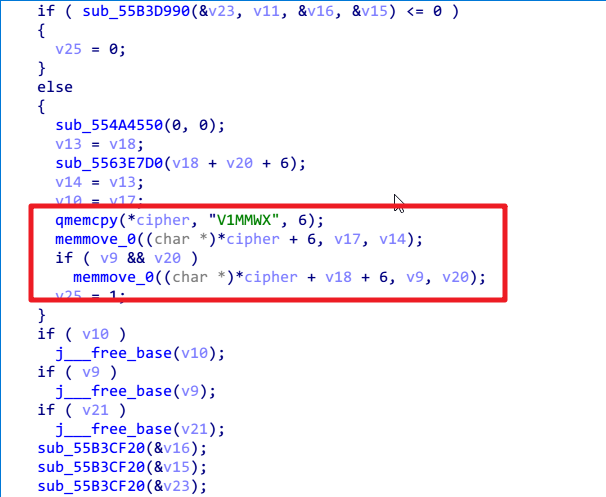 if ( sub_55B3D990(&v23, v11, &v16, &v15) <= 0 )
{
v25 = 0;
}
else
{
sub_554A4550(0, 0);
v13 = v18;
sub_5563E7D0(v18 + v20 + 6);
v14 = v13;
v10 = v17;
qmemcpy(*cipher, "V1MMWX", 6);
memmove_0((char *)*cipher + 6, v17, v14);
if ( v9 && v20 )
memmove_0((char *)*cipher + v18 + 6, v9, v20);
v25 = 1;
}
if ( v10 )
j___free_base(v10);
if ( v9 )
j___free_base(v9);
if ( v21 )
j___free_base(v21);
sub_55B3CF20(&v16);
sub_55B3CF20(&v15);
sub_55B3CF20(&v23);